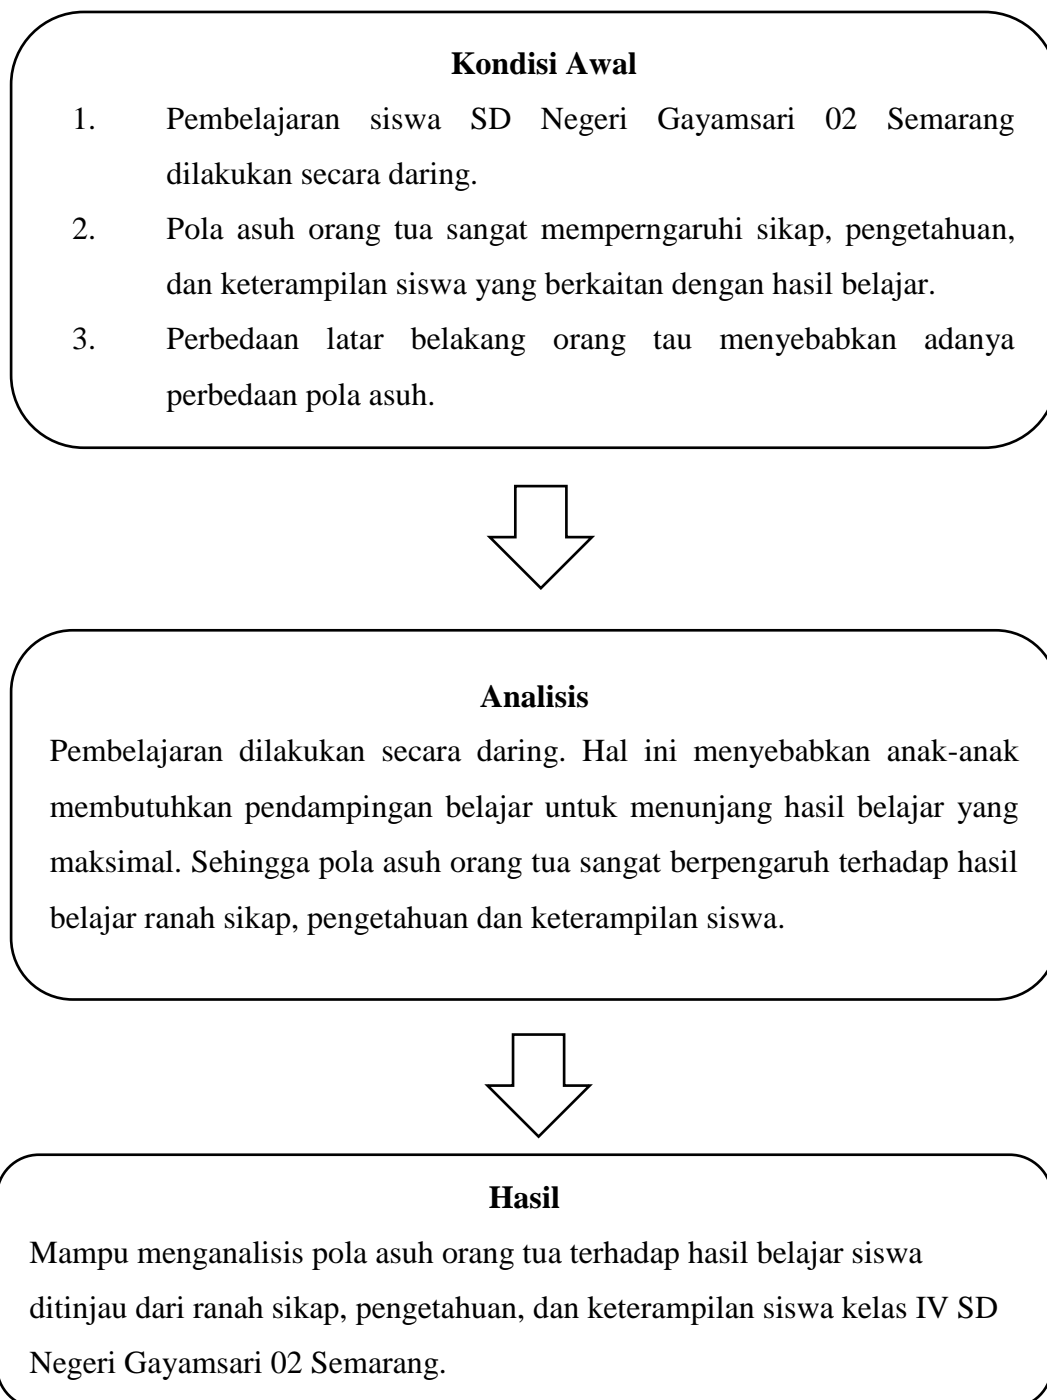 Kondisi Awal
1. Pembelajaran siswa SD Negeri Gayamsari 02 Semarang
dilakukan secara daring.
2. Pola asuh orang tua sangat memperngaruhi sikap, pengetahuan,
dan keterampilan siswa yang berkaitan dengan hasil belajar.
3. Perbedaan latar belakang orang tau menyebabkan adanya
perbedaan pola asuh.
Analisis
Pembelajaran dilakukan secara daring. Hal ini menyebabkan anak-anak
membutuhkan pendampingan belajar untuk menunjang hasil belajar yang
maksimal. Sehingga pola asuh orang tua sangat berpengaruh terhadap hasil
belajar ranah sikap, pengetahuan dan keterampilan siswa.
Hasil
Mampu menganalisis pola asuh orang tua terhadap hasil belajar siswa
ditinjau dari ranah sikap, pengetahuan, dan keterampilan siswa kelas IV SD
Negeri Gayamsari 02 Semarang.